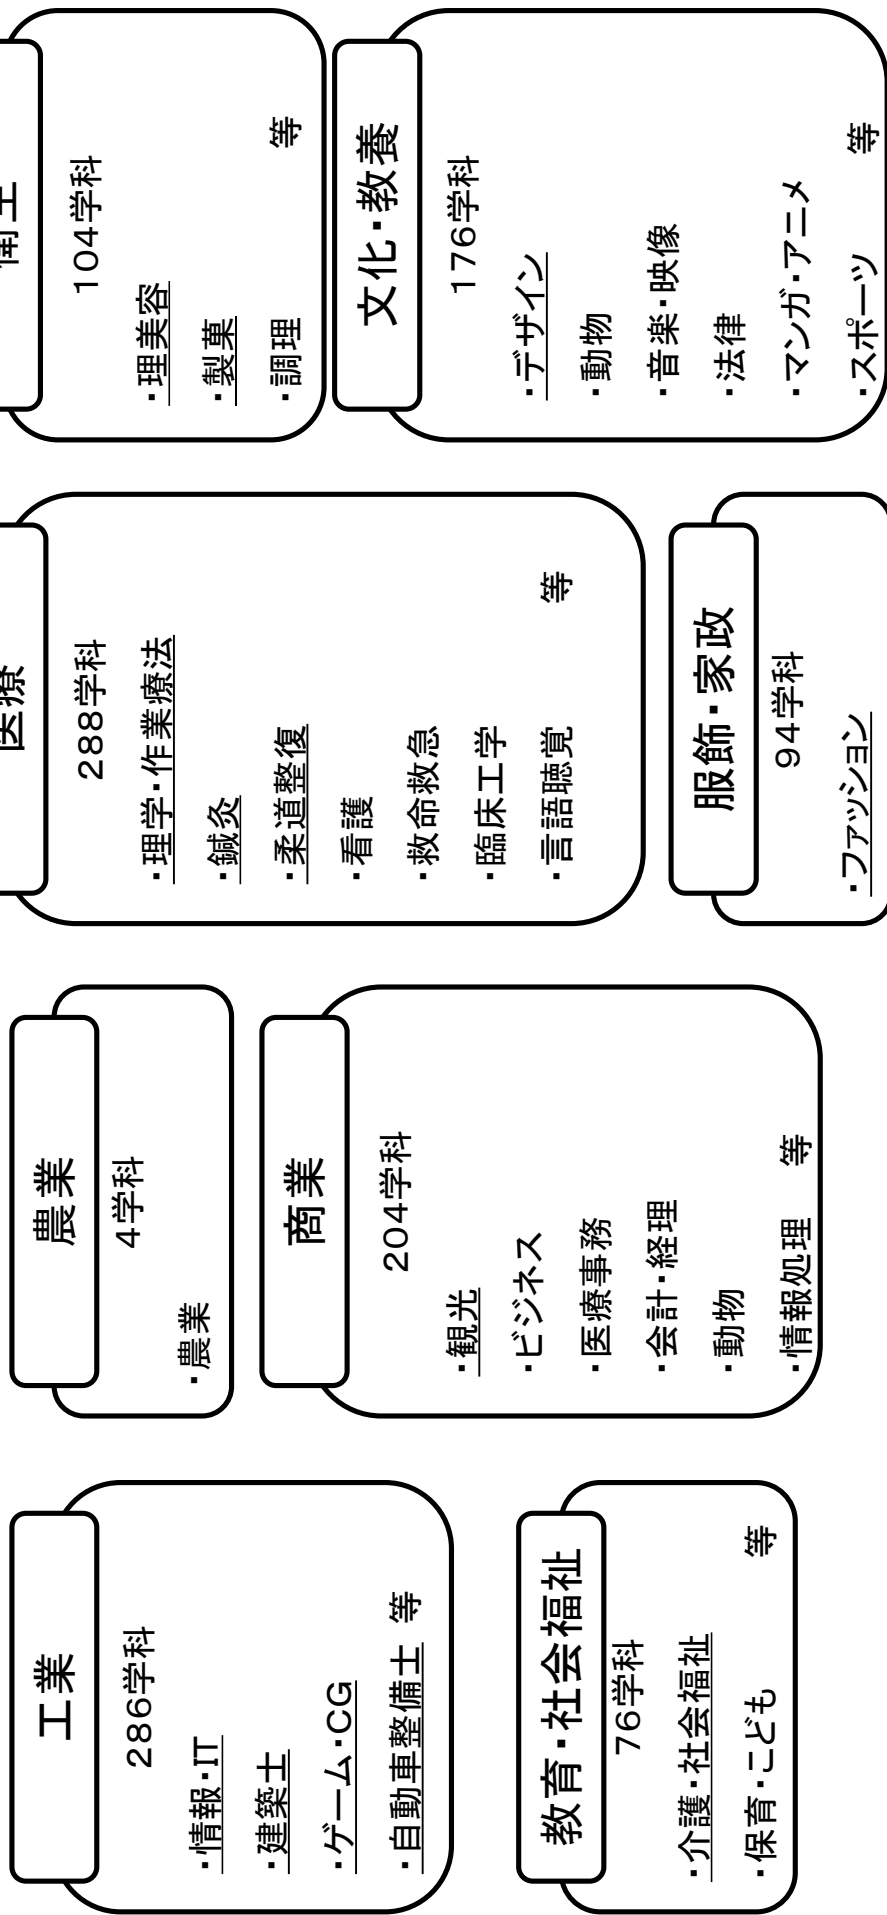 工業
286学科
・情報・IT
・建築士
・ゲーム・CG
・自動車整備士 等
農業
4学科
・農業
医療
288学科
・理学・作業療法
・鍼灸
・柔道整復
・看護
・救命救急
・臨床工学
・言語聴覚 等
104学科
・理美容
・製菓
・調理 等
教育・社会福祉
76学科
・介護・社会福祉
・保育・こども 等
商業
204学科
・観光
・ビジネス
・医療事務
・会計・経理
・動物
・情報処理 等
服飾・家政
94学科
・ファッション
文化・教養
176学科
・デザイン
・動物
・音楽・映像
・法律
・マンガ・アニメ
・スポーツ 等